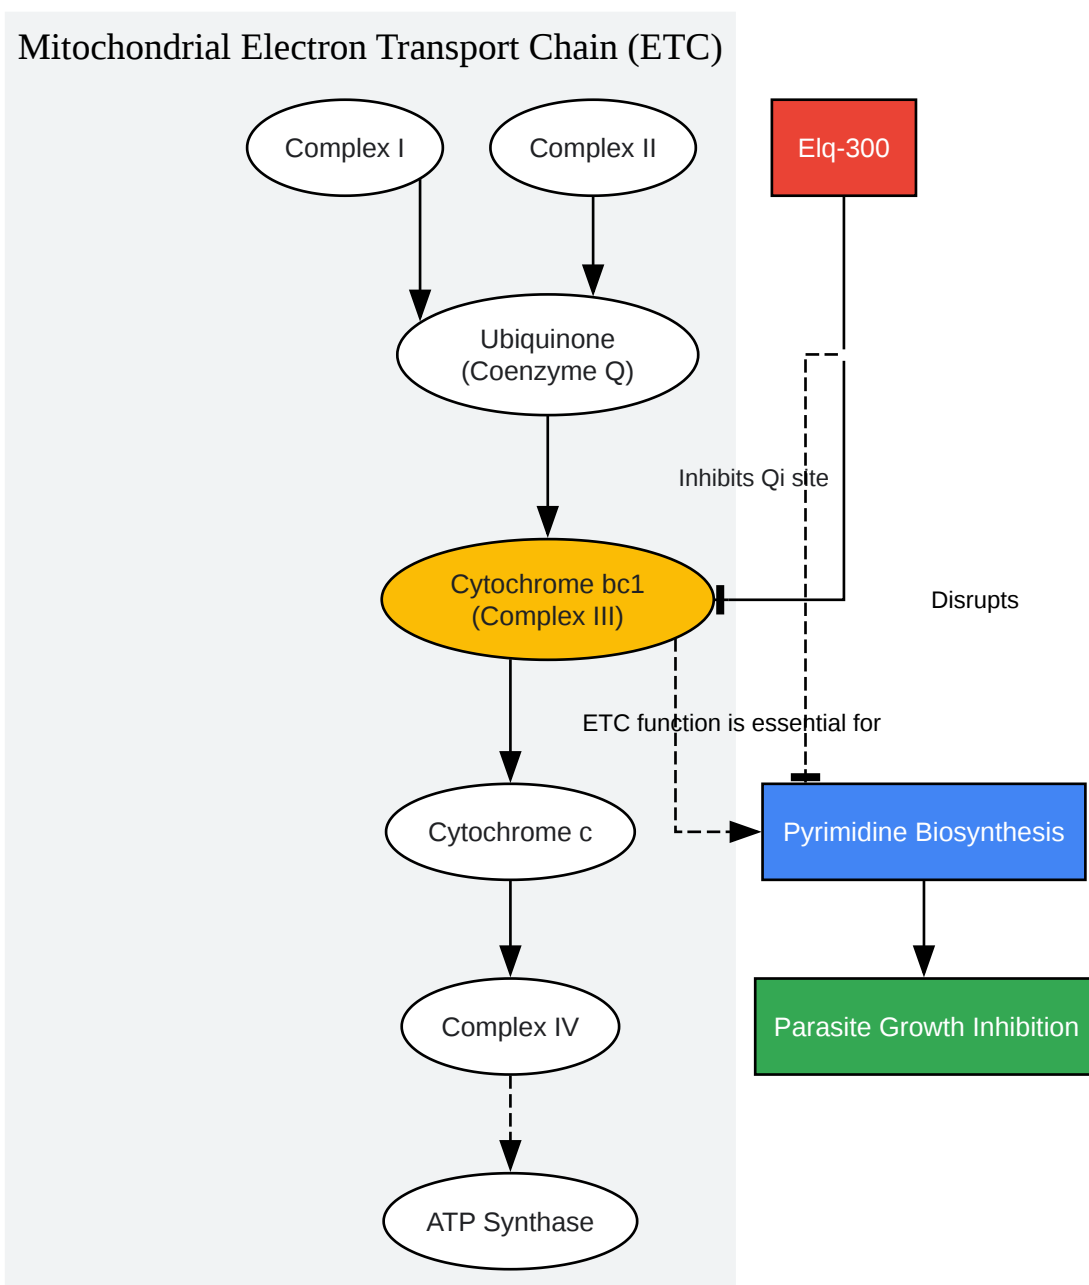 Mitochondrial Electron Transport Chain (ETC)
Complex I
Complex II
Elq-300
Ubiquinone
(Coenzyme Q)
Inhibits Qi site
Cytochrome bc1
(Complex III)
Disrupts
ETC function is essential for
Cytochrome c
Pyrimidine Biosynthesis
Complex IV
Parasite Growth Inhibition
ATP Synthase